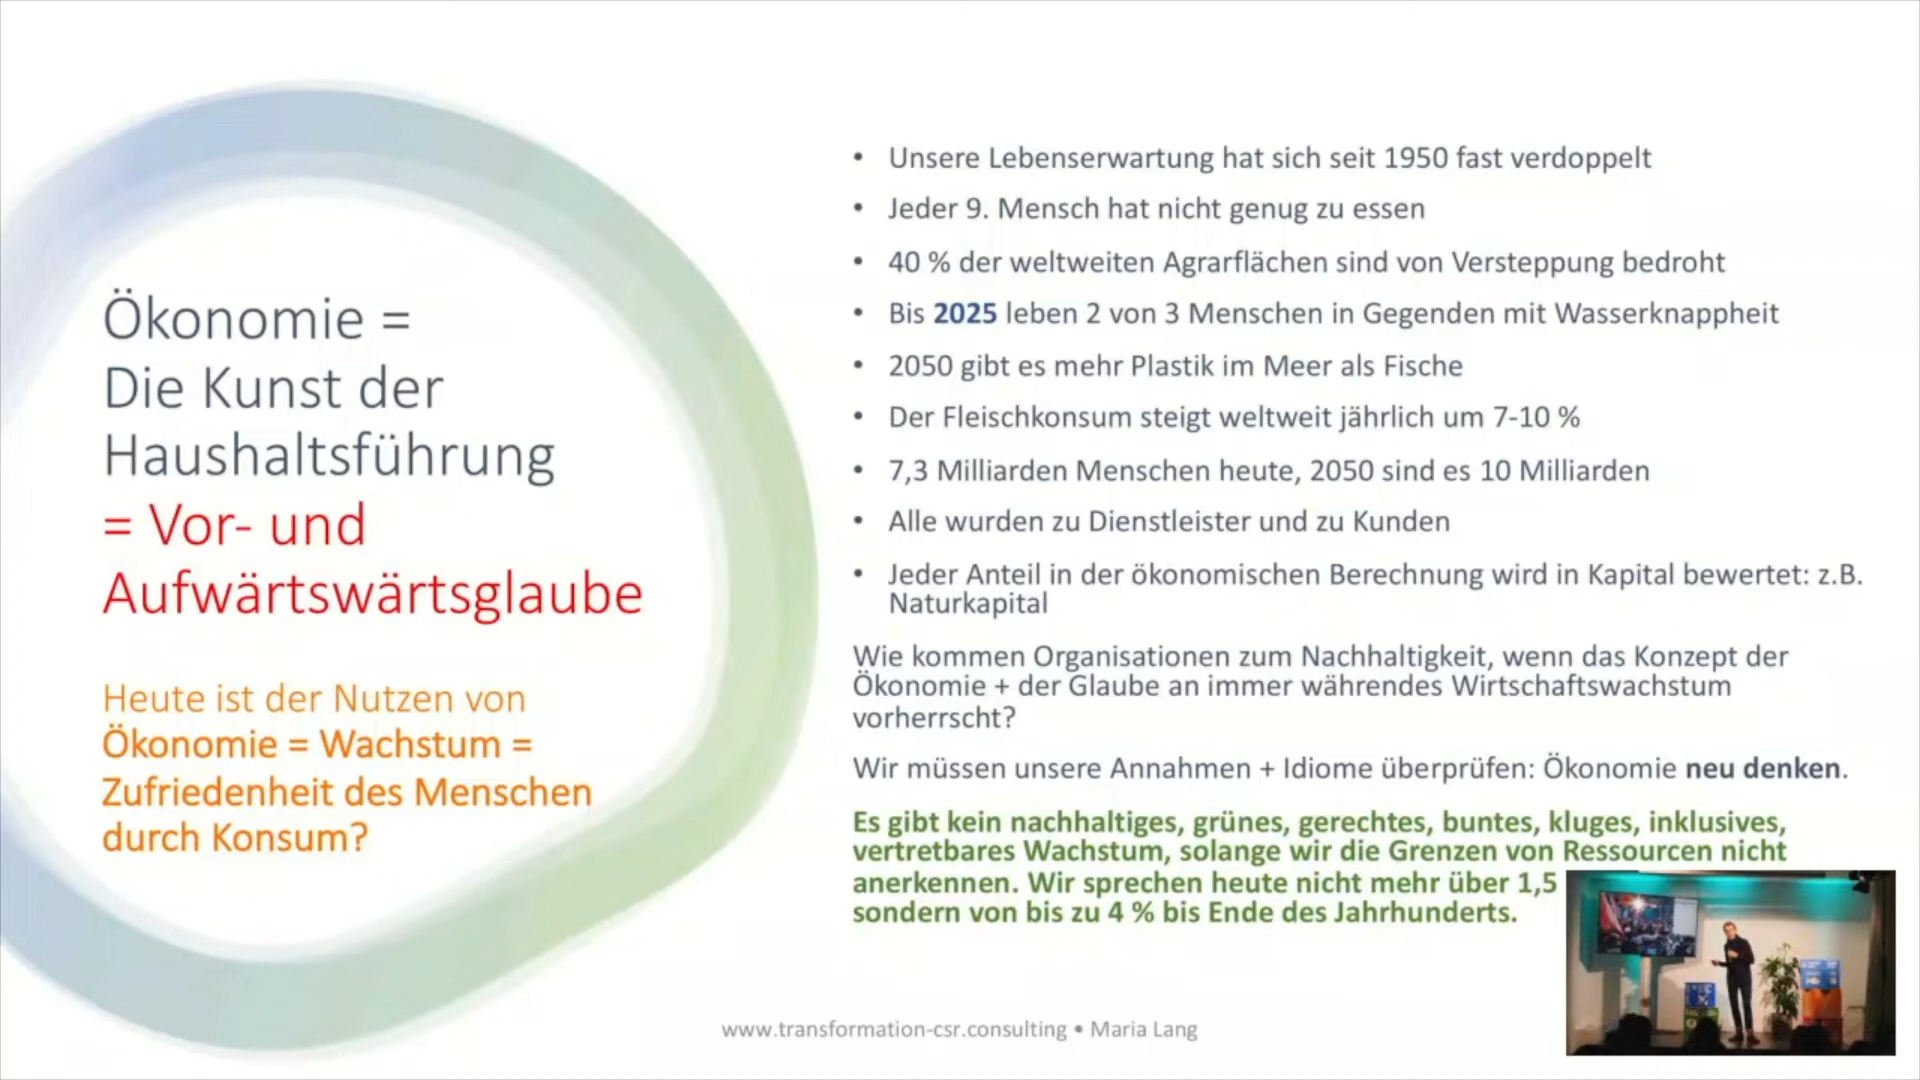 Ökonomie =
Die Kunst der
Haushaltsführung
= Vor- und
Aufwärtswärtsglaube
Heute ist der Nutzen von
Ökonomie = Wachstum =
Zufriedenheit des Menschen
durch Konsum?
• Unsere Lebenserwartung hat sich seit 1950 fast verdoppelt
• Jeder 9. Mensch hat nicht genug zu essen
• 40 % der weltweiten Agrarflächen sind von Versteppung bedroht
• Bis 2025 leben 2 von 3 Menschen in Gegenden mit Wasserknappheit
• 2050 gibt es mehr Plastik im Meer als Fische
• Der Fleischkonsum steigt weltweit jährlich um 7-10 %
• 7,3 Milliarden Menschen heute, 2050 sind es 10 Milliarden
• Alle wurden zu Dienstleister und zu Kunden
• Jeder Anteil in der ökonomischen Berechnung wird in Kapital bewertet: z.B.
Naturkapital
Wie kommen Organisationen zum Nachhaltigkeit, wenn das Konzept der
Ökonomie + der Glaube an immer währendes Wirtschaftswachstum
vorherrscht?
Wir müssen unsere Annahmen + Idiome überprüfen: Ökonomie neu denken.
Es gibt kein nachhaltiges, grünes, gerechtes, buntes, kluges, inklusives,
vertretbares Wachstum, solange wir die Grenzen von Ressourcen nicht
anerkennen. Wir sprechen heute nicht mehr über 1,5
sondern von bis zu 4 % bis Ende des Jahrhunderts.
www.transformation-csr.consulting • Maria Lang